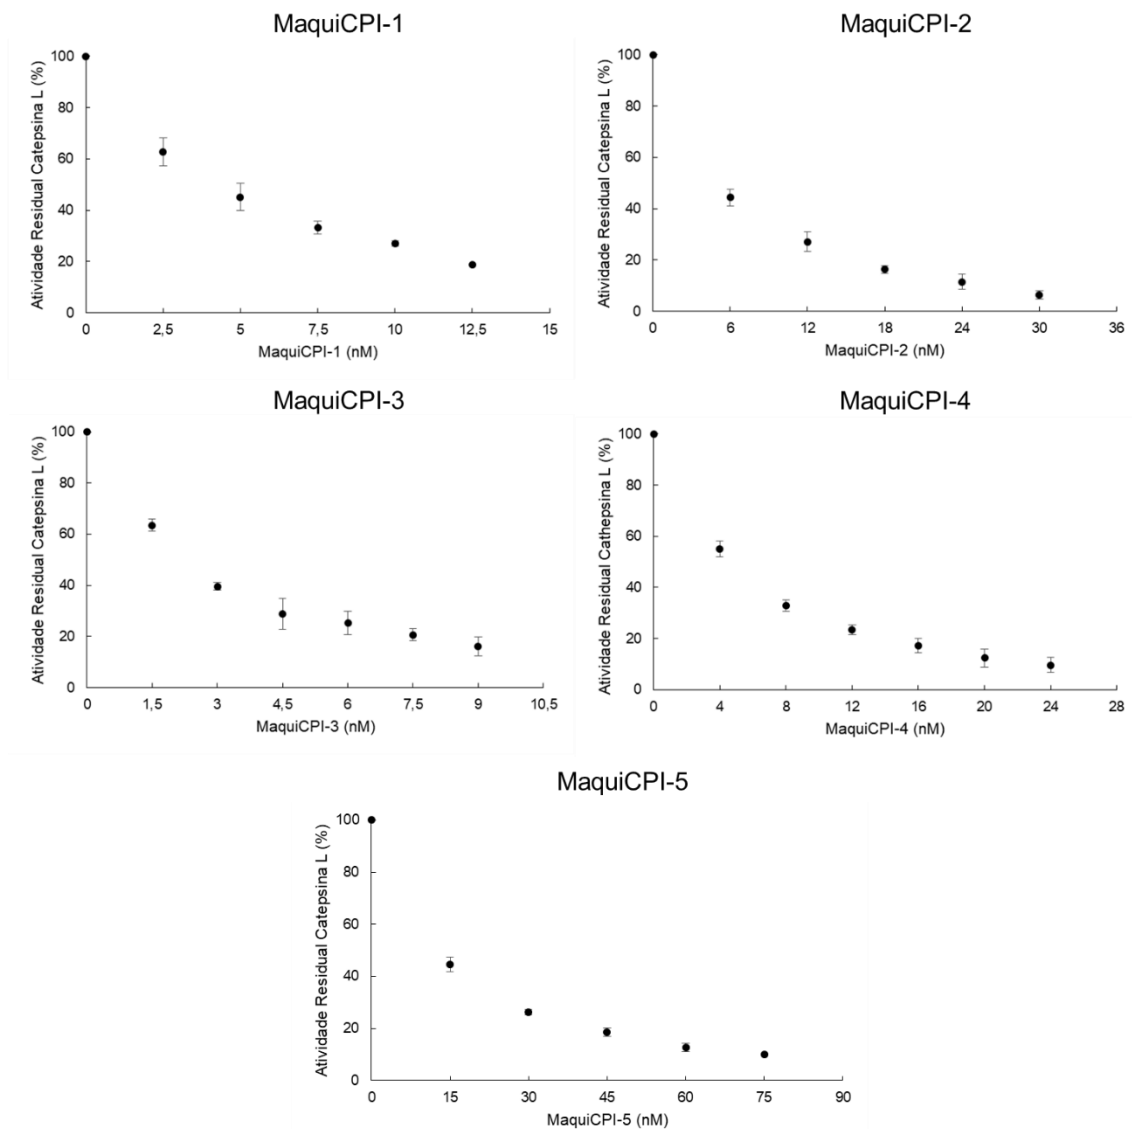 MaquiCPI-1
Atividade Residual Catepsina L (%)
100
80
60
40
20
0
0 2,5 5 7,5 10 12,5 15
MaquiCPI-1 (nM)
MaquiCPI-2
Atividade Residual Catepsina L (%)
100
80
60
40
20
0
0 6 12 18 24 30 36
MaquiCPI-2 (nM)
MaquiCPI-3
Atividade Residual Catepsina L (%)
100
80
60
40
20
0
0 1,5 3 4,5 6 7,5 9 10,5
MaquiCPI-3 (nM)
MaquiCPI-4
Atividade Residual Cathepsina L (%)
100
80
60
40
20
0
0 4 8 12 16 20 24 28
MaquiCPI-4 (nM)
MaquiCPI-5
Atividade Residual Catepsina L (%)
100
80
60
40
20
0
0 15 30 45 60 75 90
MaquiCPI-5 (nM)